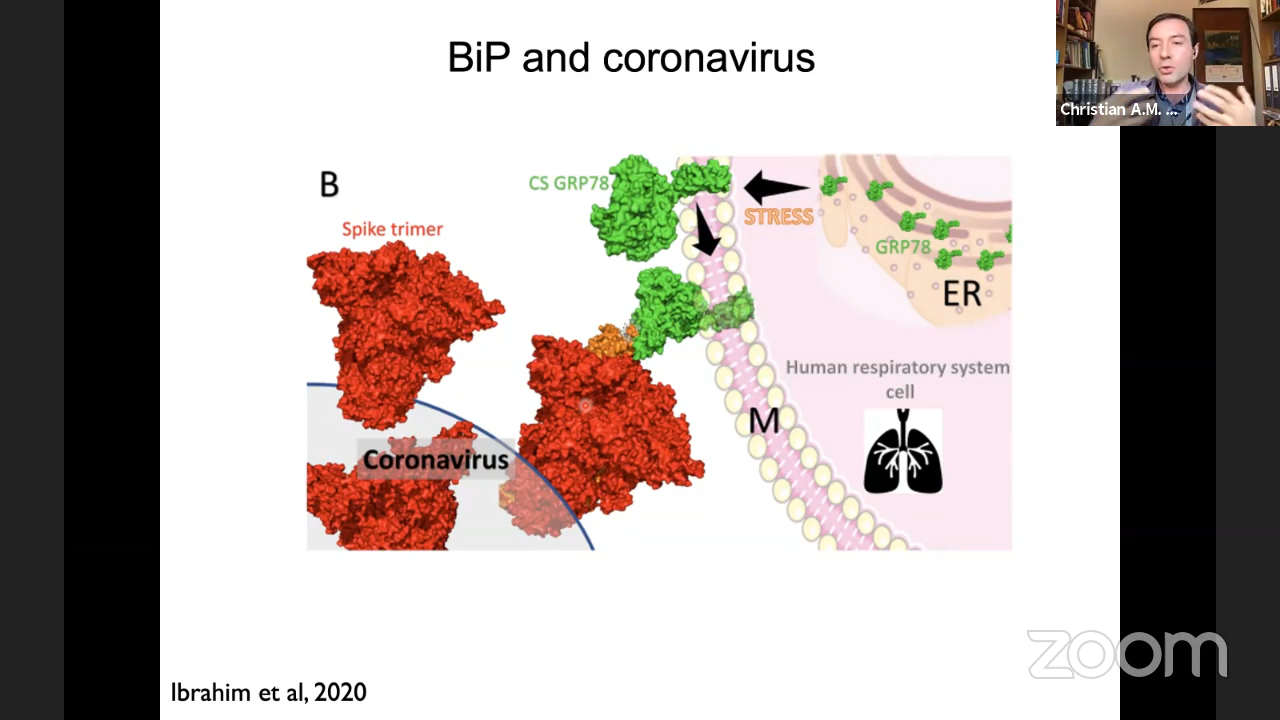 BiP and coronavirus
Christian A.M. ...
B
CS GRP78
STRESS
Spike trimer
GRP78
ER
Human respiratory system
cell
M
Coronavirus
zoom
Ibrahim et al, 2020